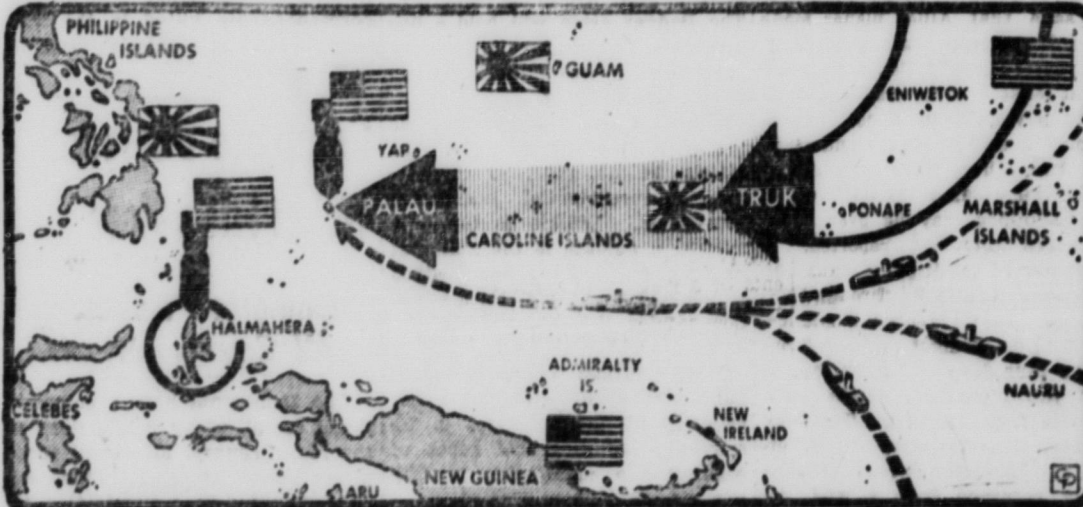 PHILIPPINE
ISLANDS
GUAM
ENIWETOK
YAP
PALAU
TRUK
CAROLINE ISLANDS
PONAPE
MARSHALL
ISLANDS
HALMAHERA
ADMIRALTY
IS.
NAURU
CELEBES
NEW
IRELAND
NEW GUINEA
ARU
CP